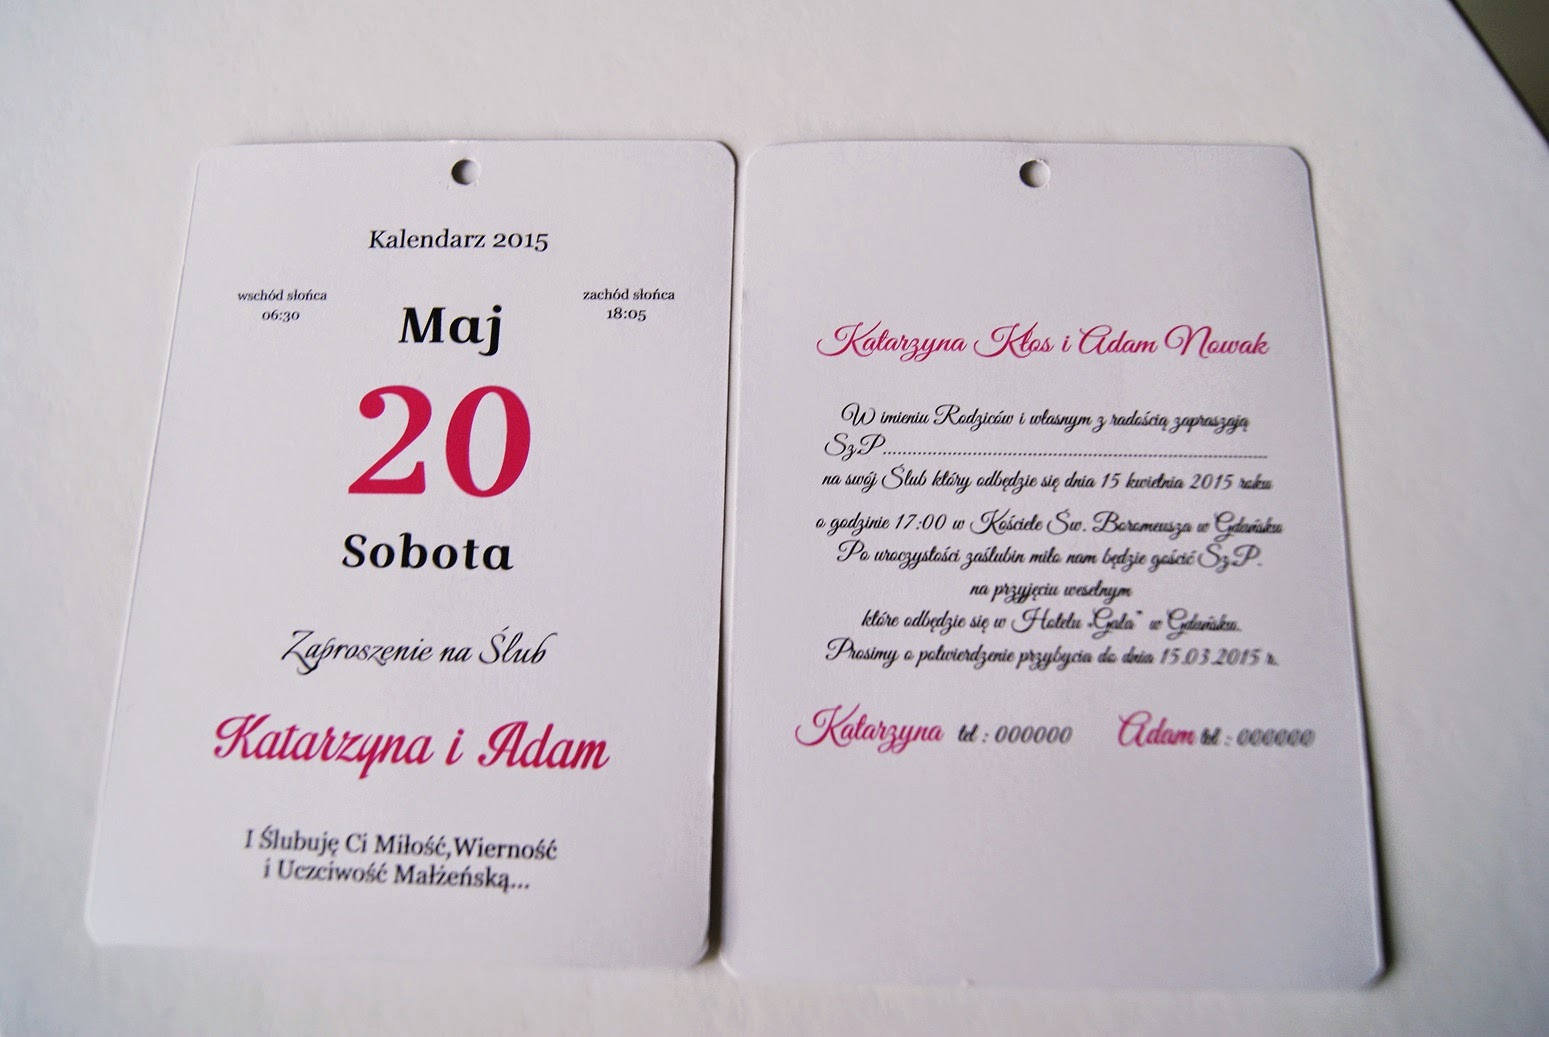 Kalendarz 2015
wschód słońca
06:30
zachód słońca
18:05
Maj
20
Sobota
Zaproszenie na Ślub
Katarzyna i Adam
I Ślubuję Ci Miłość,Wierność
i Uczciwość Małżeńską...
Katarzyna Kłos i Adam Nowak
W imieniu Rodziców i własnym z radością zapraszają
Sz.P.......................................................................................................
na swój Ślub który odbędzie się dnia 15 kwietnia 2015 roku
o godzinie 17:00 w Kościele Św. Boromeusza w Gdańsku
Po uroczystości zaślubin miło nam będzie gościć Sz.P.
na przyjęciu weselnym
które odbędzie się w Hotelu „Gala” w Gdańsku.
Prosimy o potwierdzenie przybycia do dnia 15.03.2015 r.
Katarzyna tel : 000000 Adam tel : 000000